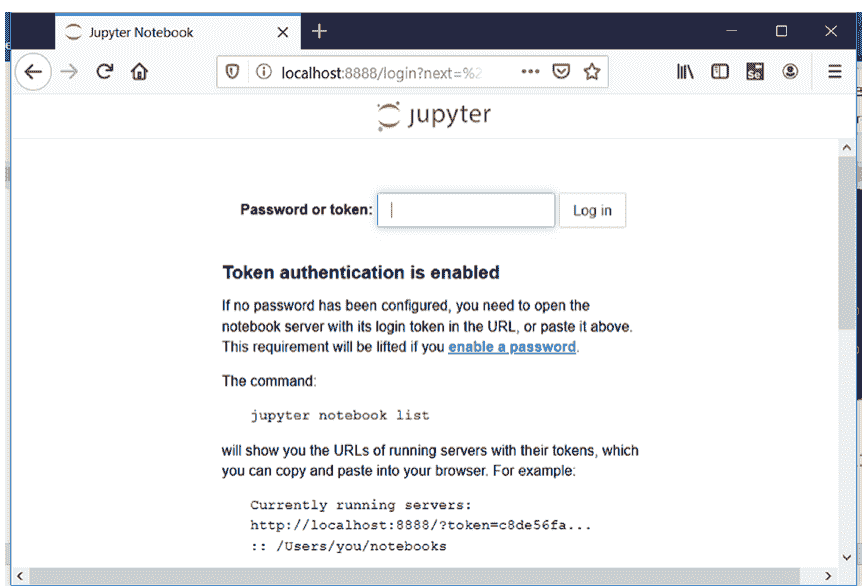 Jupyter Notebook
localhost:8888/login?next=%2
Se
jupyter
Password or token:
Log in
Token authentication is enabled
If no password has been configured, you need to open the
notebook server with its login token in the URL, or paste it above.
This requirement will be lifted if you enable a password.
The command:
jupyter notebook list
will show you the URLs of running servers with their tokens, which
you can copy and paste into your browser. For example:
Currently running servers:
http://localhost:8888/?token=c8de56fa...
:: /Users/you/notebooks